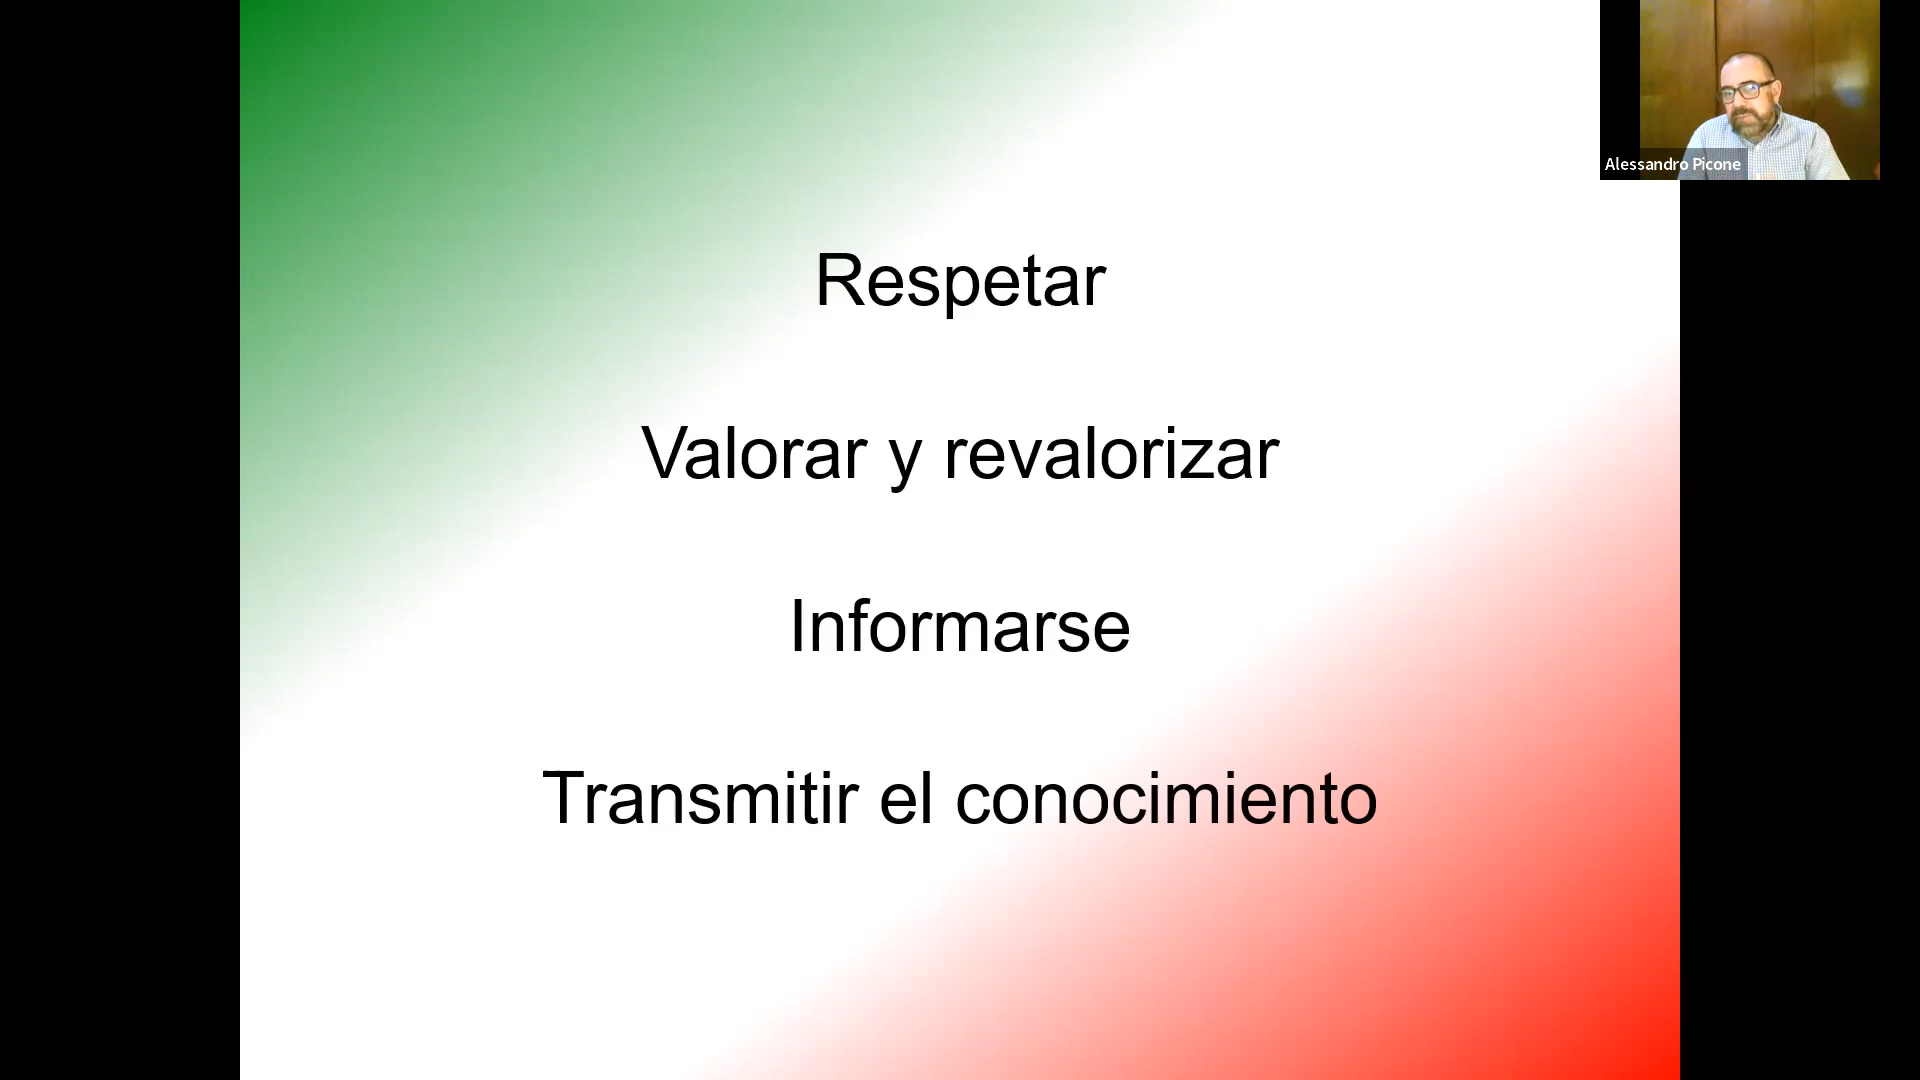 Alessandro Picone
Respetar
Valorar y revalorizar
Informarse
Transmitir el conocimiento